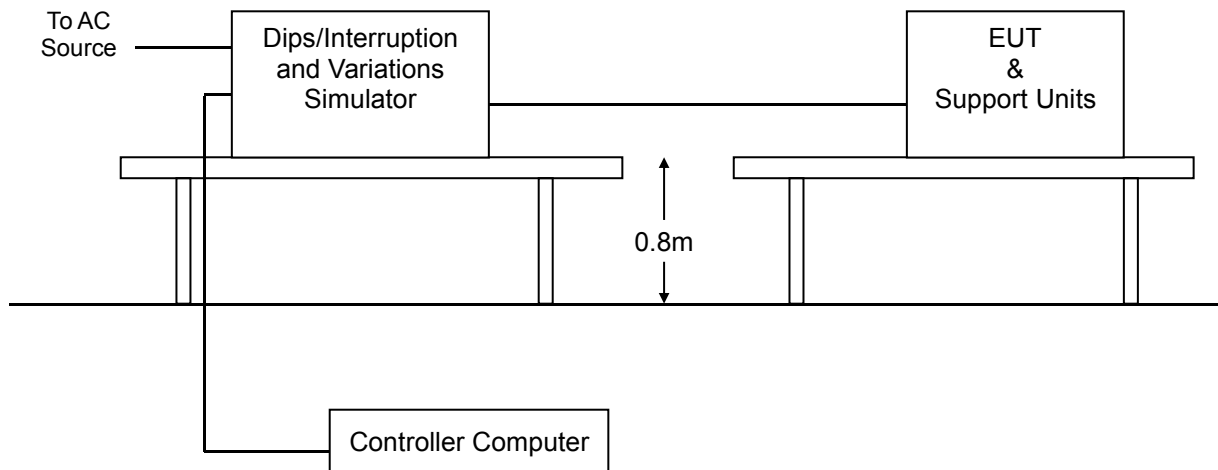 To AC
Source
Dips/Interruption
and Variations
Simulator
EUT
&
Support Units
0.8m
Controller Computer